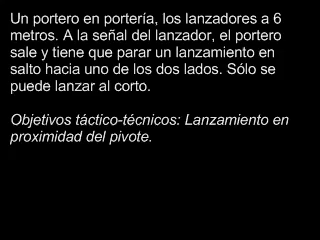 Un portero en portería, los lanzadores a 6
metros. A la señal del lanzador, el portero
sale y tiene que parar un lanzamiento en
salto hacia uno de los dos lados. Sólo se
puede lanzar al corto.
Objetivos táctico-técnicos: Lanzamiento en
proximidad del pivote.